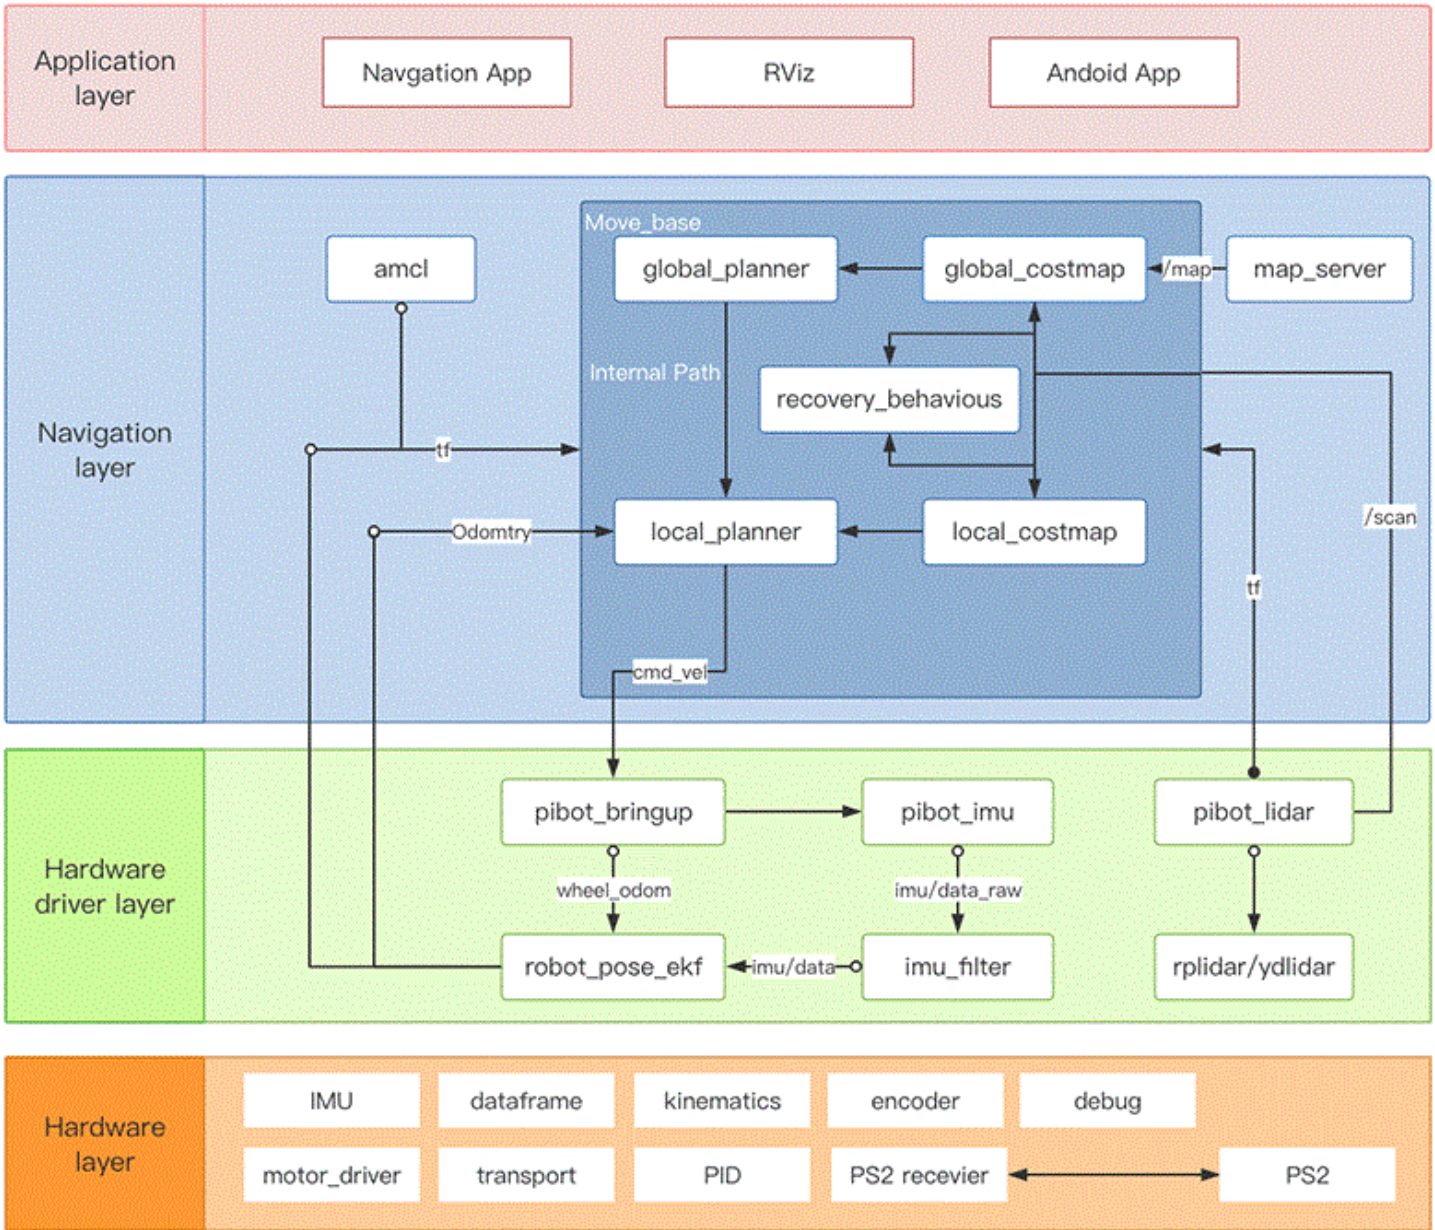 Application
layer
Navgation App
RViz
Andoid App
Navigation
layer
Move_base
amcl
global_planner
global_costmap
/map
map_server
Internal Path
recovery_behavious
tf
Odomtry
local_planner
local_costmap
/scan
tf
cmd_vel
Hardware
driver layer
pibot_bringup
pibot_imu
pibot_lidar
wheel_odom
imu/data_raw
robot_pose_ekf
imu/data
imu_filter
rplidar/ydlidar
Hardware
layer
IMU
dataframe
kinematics
encoder
debug
motor_driver
transport
PID
PS2 recevier
PS2